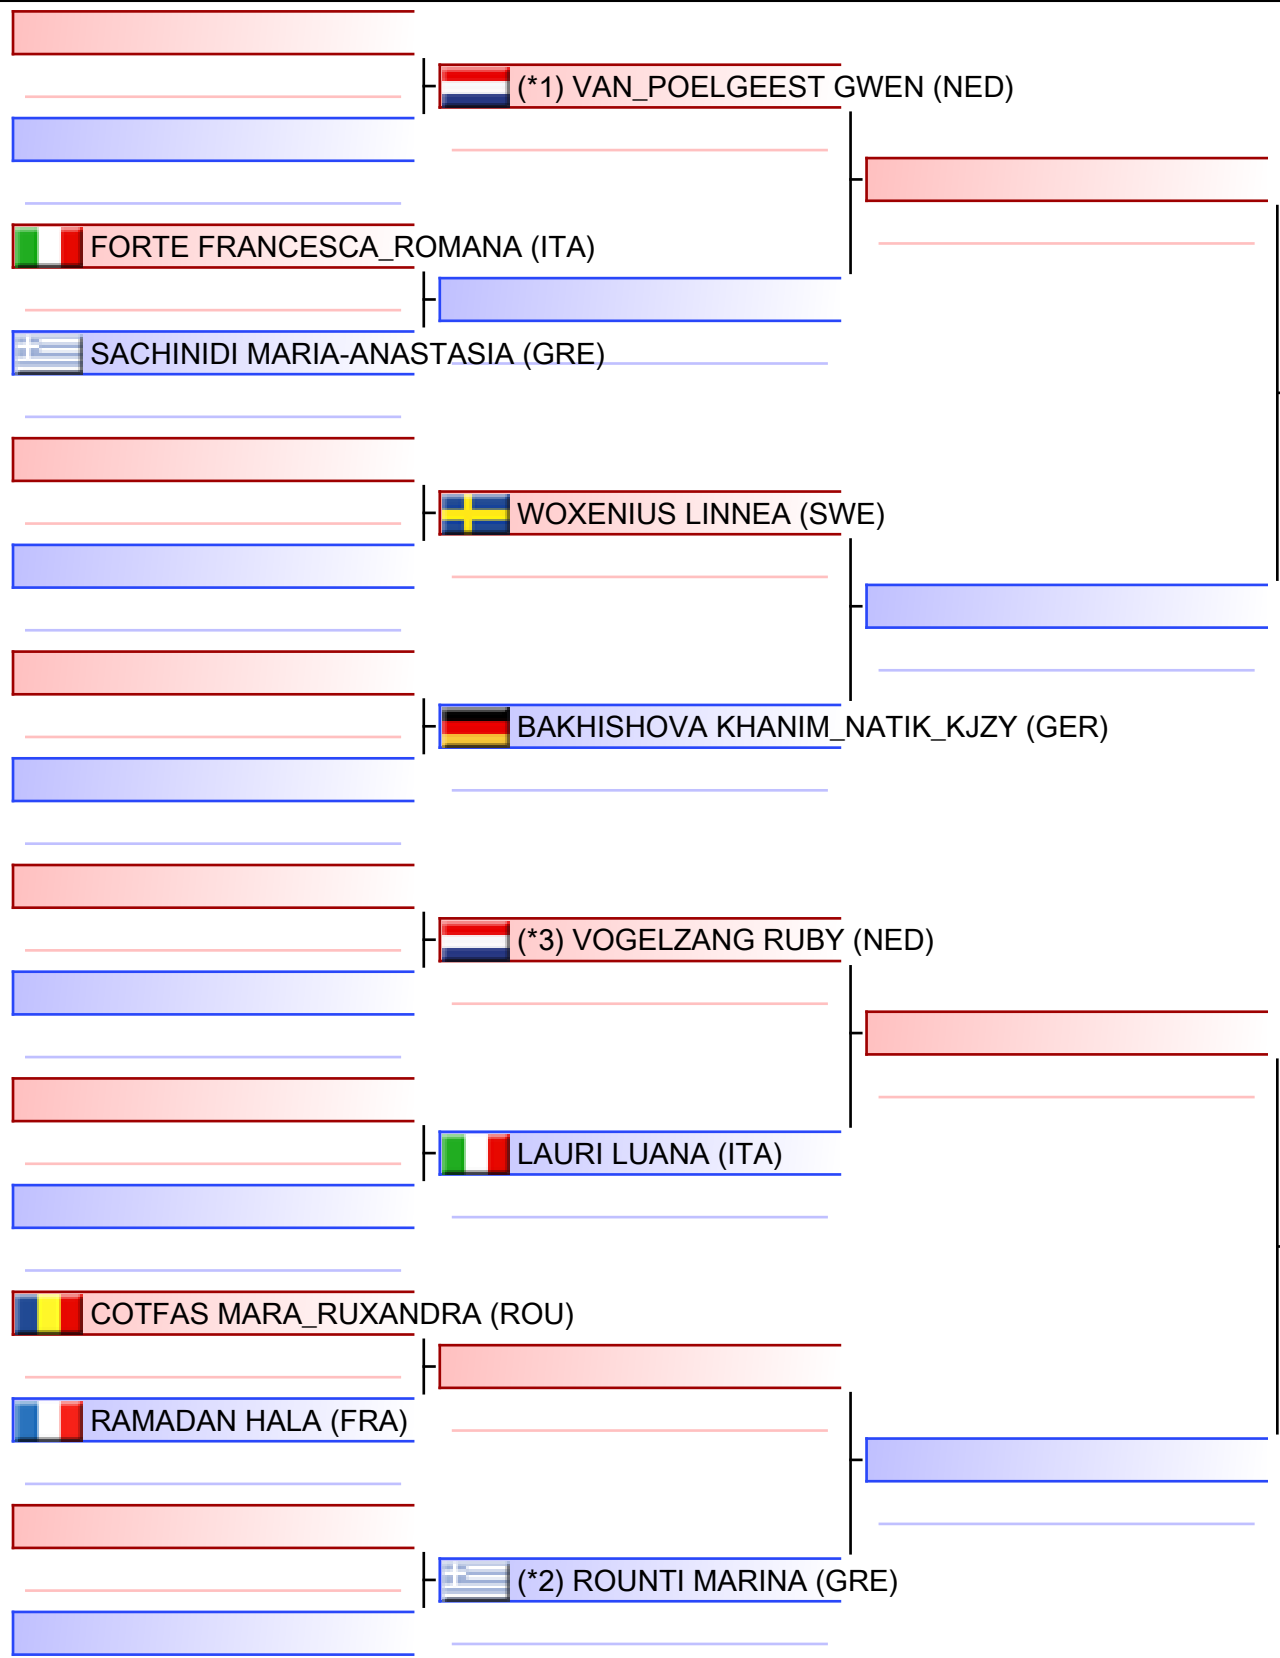 (*1) VAN_POELGEEST GWEN (NED)
FORTE FRANCESCA_ROMANA (ITA)
SACHINIDI MARIA-ANASTASIA (GRE)
WOXENIUS LINNEA (SWE)
BAKHISHOVA KHANIM_NATIK_KJZY (GER)
(*3) VOGELZANG RUBY (NED)
LAURI LUANA (ITA)
COTFAS MARA_RUXANDRA (ROU)
RAMADAN HALA (FRA)
(*2) ROUNTI MARINA (GRE)